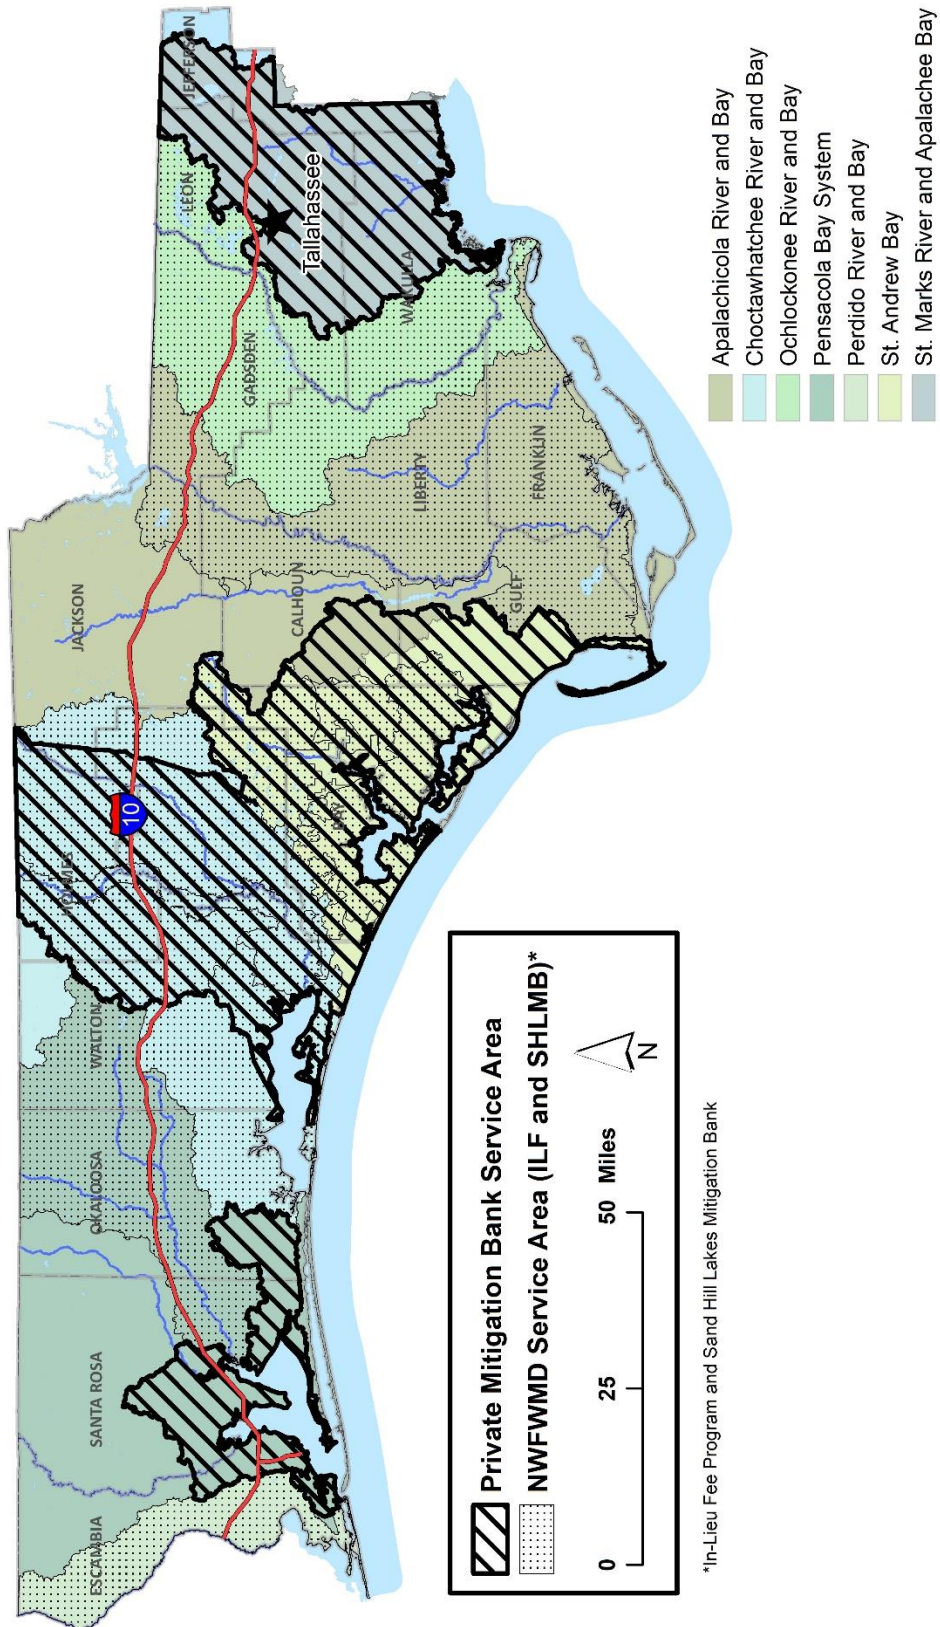 ESCAMBIA
SANTA ROSA
OKALOOSA
WALTON
HOLMES
JACKSON
BAY
CALHOUN
GULF
LIBERTY
FRANKLIN
GADSDEN
LEON
WAKULLA
JEFFERSON
Tallahassee
10
Private Mitigation Bank Service Area
NWFWMD Service Area (ILF and SHLMB)*
0 25 50 Miles
N
*In-Lieu Fee Program and Sand Hill Lakes Mitigation Bank
Apalachicola River and Bay
Choctawhatchee River and Bay
Ochlockonee River and Bay
Pensacola Bay System
Perdido River and Bay
St. Andrew Bay
St. Marks River and Apalachee Bay